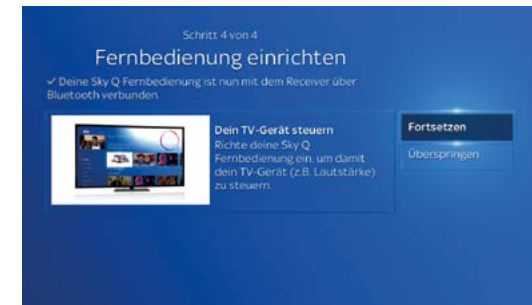 Schritt 4 von 4
Fernbedienung einrichten
✓ Deine Sky Q Fernbedienung ist nun mit dem Receiver über
Bluetooth verbunden.
Dein TV-Gerät steuern
Richte deine Sky Q
Fernbedienung ein, um damit
dein TV-Gerät (z.B. Lautstärke)
zu steuern.
Fortsetzen
Überspringen